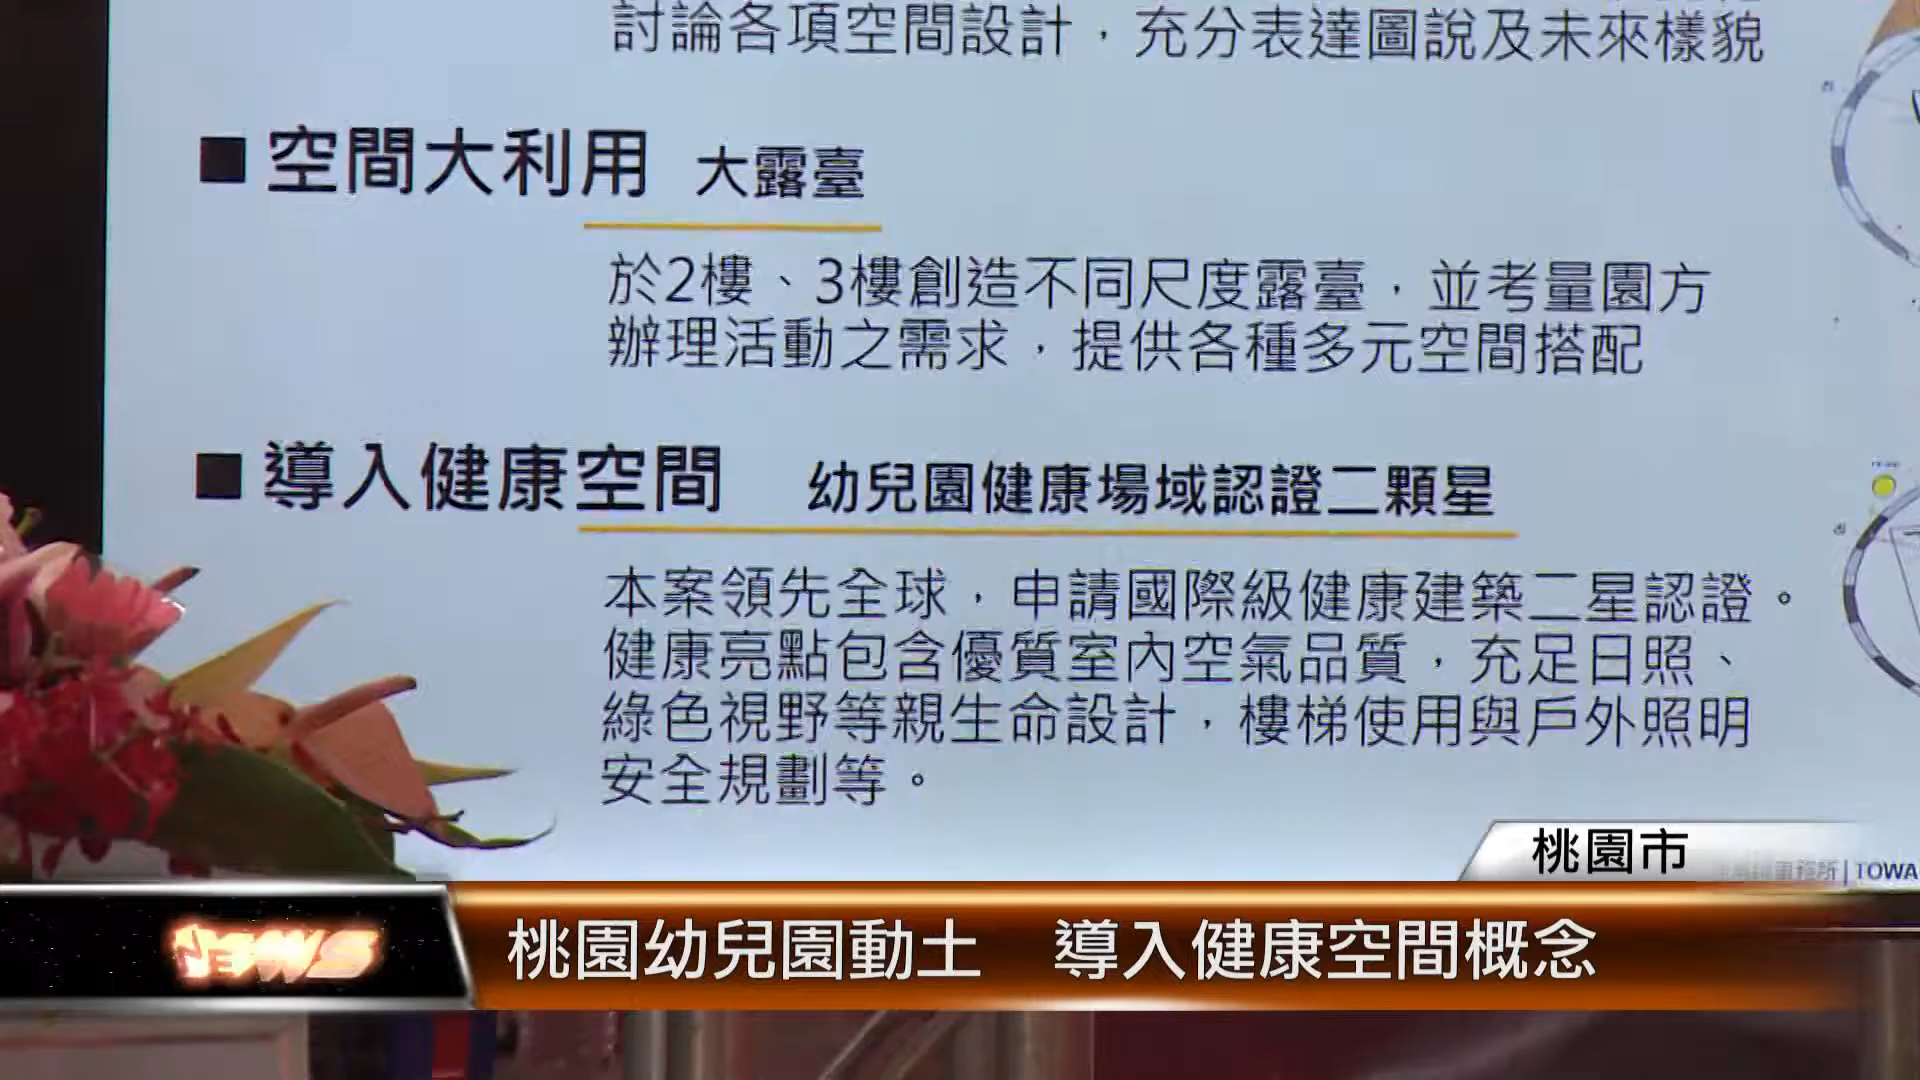 討論各項空間設計，充分表達圖說及未來樣貌
■空間大利用 大露臺
於2樓、3樓創造不同尺度露臺，並考量園方
辦理活動之需求，提供各種多元空間搭配
■導入健康空間 幼兒園健康場域認證二顆星
本案領先全球，申請國際級健康建築二星認證。
健康亮點包含優質室內空氣品質，充足日照、
綠色視野等親生命設計，樓梯使用與戶外照明
安全規劃等。
桃園市
務所 | TOWA
NEWS
桃園幼兒園動土 導入健康空間概念